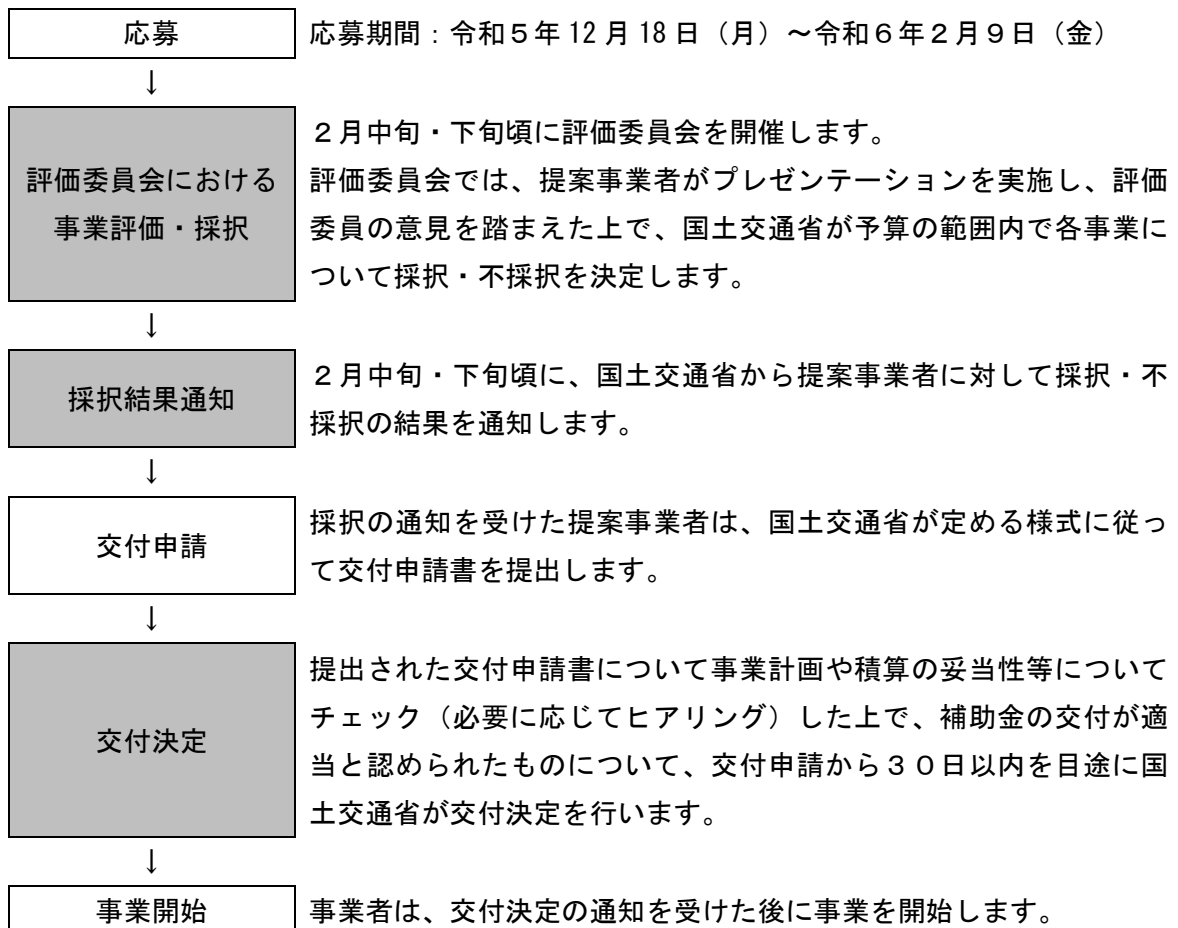 応募
応募期間：令和５年12月18日（月）～令和６年２月９日（金）
↓
評価委員会における
事業評価・採択
２月中旬・下旬頃に評価委員会を開催します。
評価委員会では、提案事業者がプレゼンテーションを実施し、評価
委員の意見を踏まえた上で、国土交通省が予算の範囲内で各事業に
ついて採択・不採択を決定します。
↓
採択結果通知
２月中旬・下旬頃に、国土交通省から提案事業者に対して採択・不
採択の結果を通知します。
↓
交付申請
採択の通知を受けた提案事業者は、国土交通省が定める様式に従っ
て交付申請書を提出します。
↓
交付決定
提出された交付申請書について事業計画や積算の妥当性等について
チェック（必要に応じてヒアリング）した上で、補助金の交付が適
当と認められたものについて、交付申請から３０日以内を目途に国
土交通省が交付決定を行います。
↓
事業開始
事業者は、交付決定の通知を受けた後に事業を開始します。